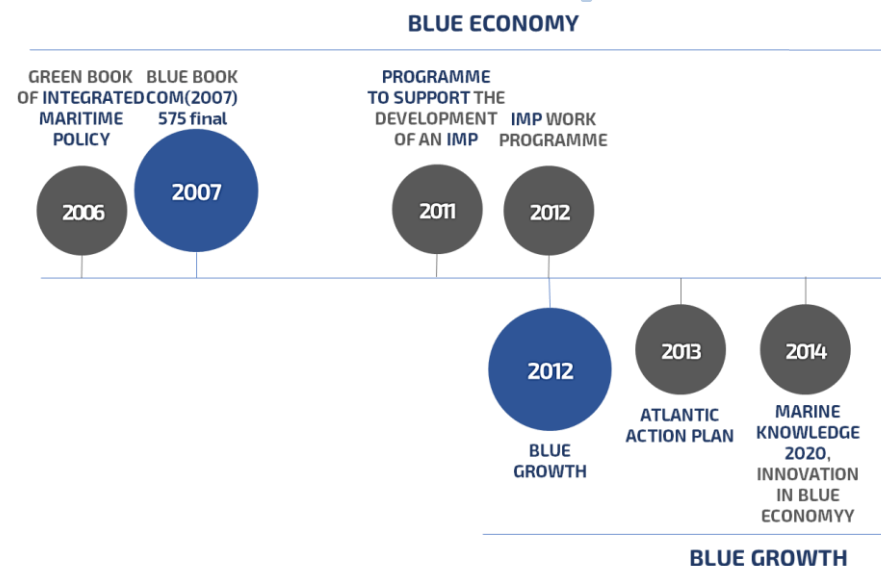 BLUE ECONOMY
GREEN BOOK
OF INTEGRATED
MARITIME
POLICY
BLUE BOOK
COM(2007)
575 final
PROGRAMME
TO SUPPORT THE
DEVELOPMENT
OF AN IMP
IMP WORK
PROGRAMME
2006
2007
2011
2012
2012
2013
2014
BLUE
GROWTH
ATLANTIC
ACTION PLAN
MARINE
KNOWLEDGE
2020,
INNOVATION
IN BLUE
ECONOMYY
BLUE GROWTH